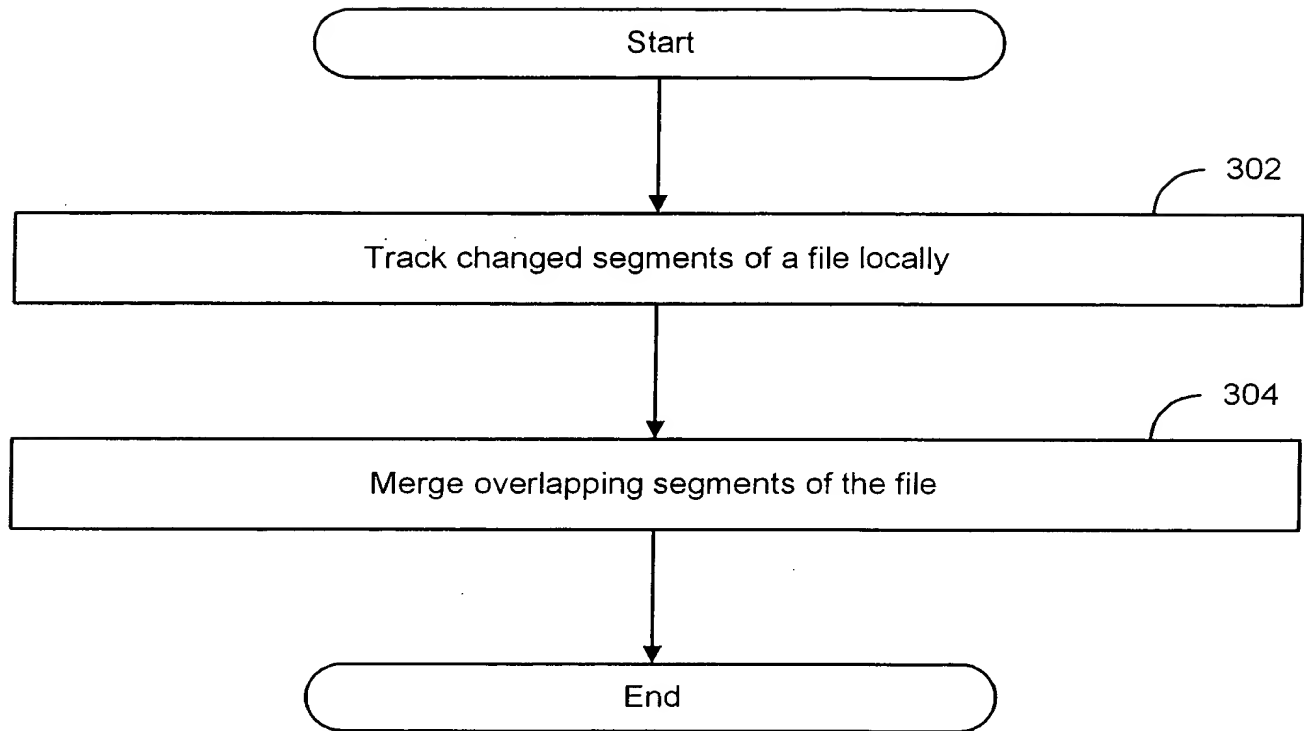 Start
302
Track changed segments of a file locally
304
Merge overlapping segments of the file
End